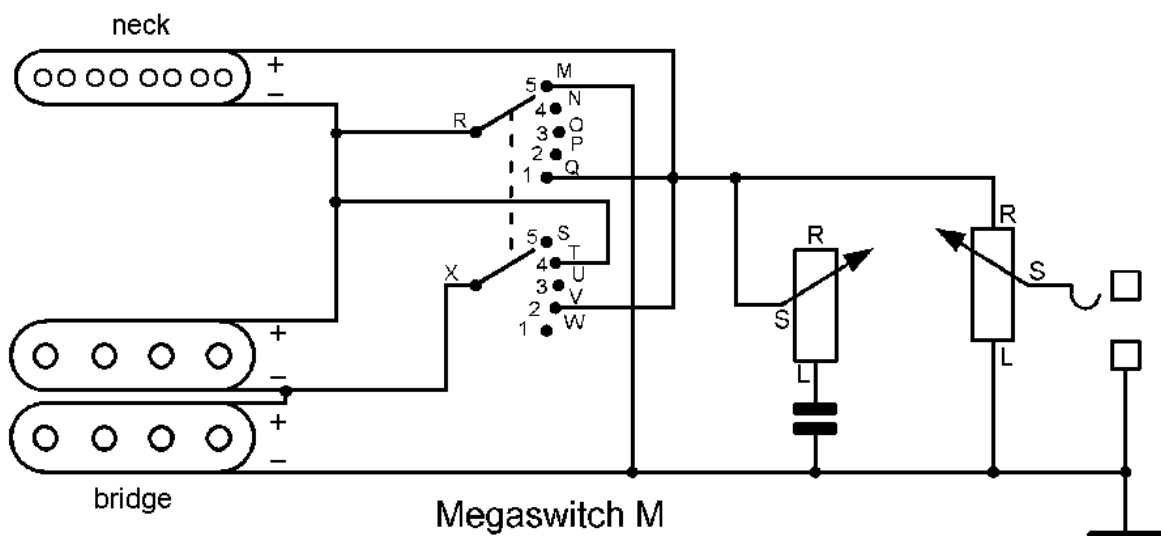 neck
+
−
5 M
4 N
R
3 O
2 P
1 Q
5 S
4 T
X
3 U
2 V
1 W
R
R
S
S
L
L
+
−
+
−
bridge
Megaswitch M